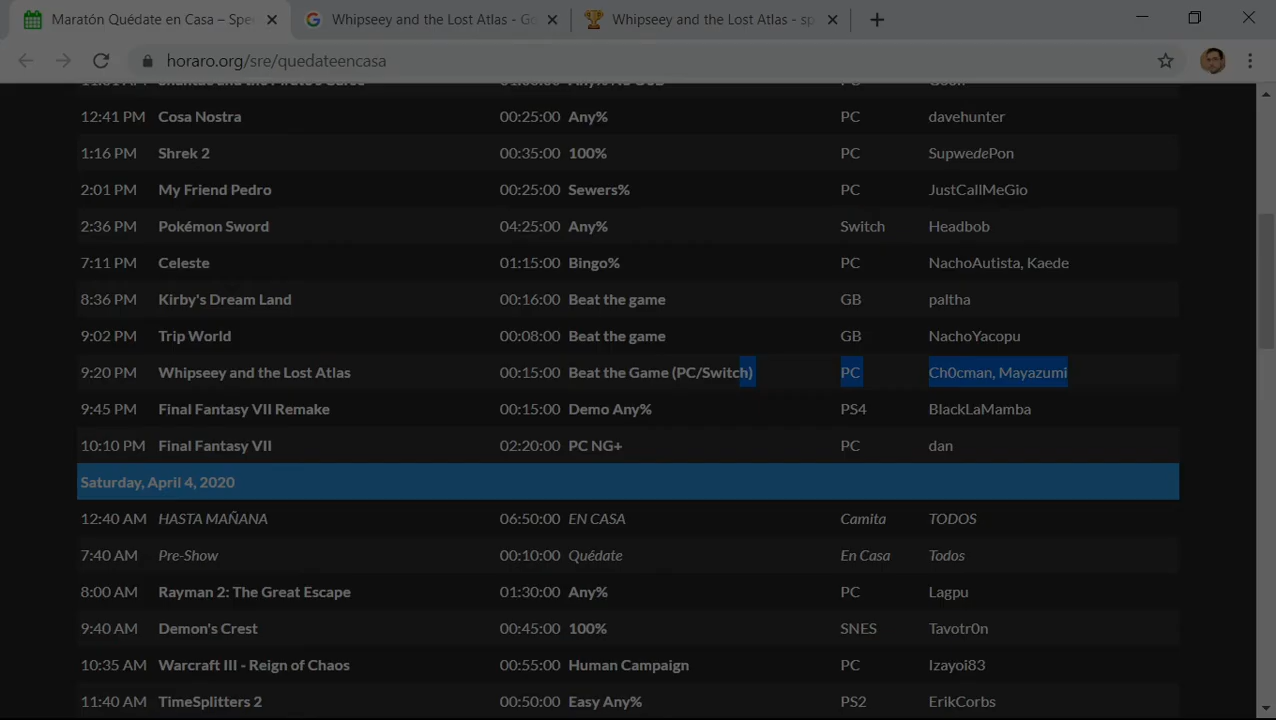 Maratón Quédate en Casa – Spe
Whipseey and the Lost Atlas - Go
Whipseey and the Lost Atlas - sp
horaro.org/sre/quedateencasa
12:41 PM Cosa Nostra 00:25:00 Any% PC davehunter
1:16 PM Shrek 2 00:35:00 100% PC SupwedePon
2:01 PM My Friend Pedro 00:25:00 Sewers% PC JustCallMeGio
2:36 PM Pokémon Sword 04:25:00 Any% Switch Headbob
7:11 PM Celeste 01:15:00 Bingo% PC NachoAutista, Kaede
8:36 PM Kirby's Dream Land 00:16:00 Beat the game GB paltha
9:02 PM Trip World 00:08:00 Beat the game GB NachoYacopu
9:20 PM Whipseey and the Lost Atlas 00:15:00 Beat the Game (PC/Switch) PC Ch0cman, Mayazumi
9:45 PM Final Fantasy VII Remake 00:15:00 Demo Any% PS4 BlackLaMamba
10:10 PM Final Fantasy VII 02:20:00 PC NG+ PC dan
Saturday, April 4, 2020
12:40 AM HASTA MAÑANA 06:50:00 EN CASA Camita TODOS
7:40 AM Pre-Show 00:10:00 Quédate En Casa Todos
8:00 AM Rayman 2: The Great Escape 01:30:00 Any% PC Lagpu
9:40 AM Demon's Crest 00:45:00 100% SNES Tavotr0n
10:35 AM Warcraft III - Reign of Chaos 00:55:00 Human Campaign PC Izayoi83
11:40 AM TimeSplitters 2 00:50:00 Easy Any% PS2 ErikCorbs